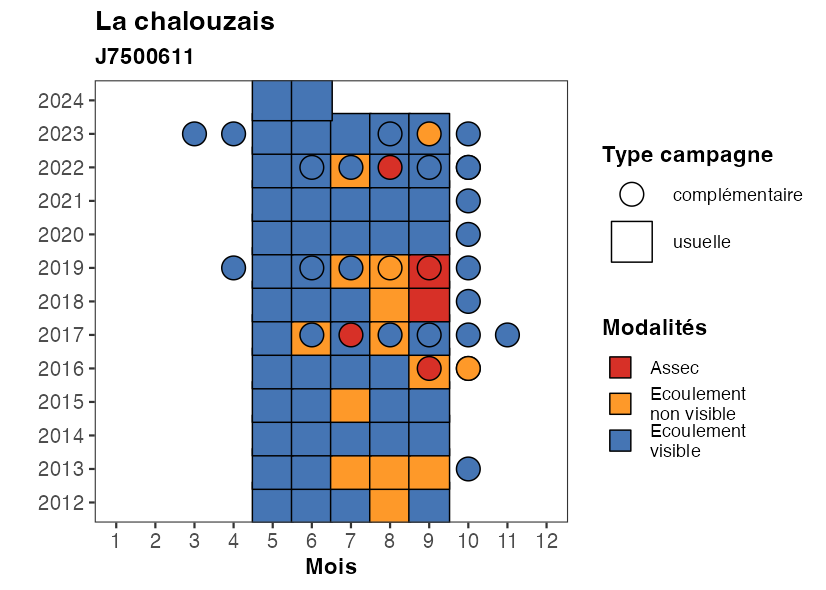 La chalouzais
J7500611
2024
2023
2022
2021
2020
2019
2018
2017
2016
2015
2014
2013
2012
1 2 3 4 5 6 7 8 9 10 11 12
Mois
Type campagne
complémentaire
usuelle
Modalités
Assec
Ecoulement
non visible
Ecoulement
visible